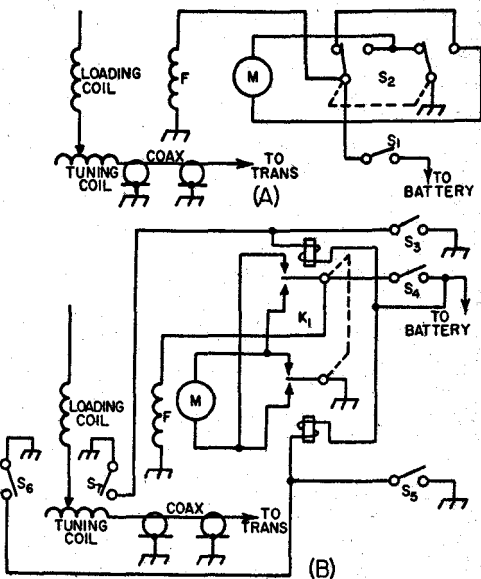 LOADING
COIL
F
M
S2
S1
COAX
TO
TRANS
TUNING
COIL
(A)
TO
BATTERY
S3
S4
K1
TO
BATTERY
LOADING
COIL
F
M
S6
S7
COAX
TO
TRANS
TUNING
COIL
S5
(B)